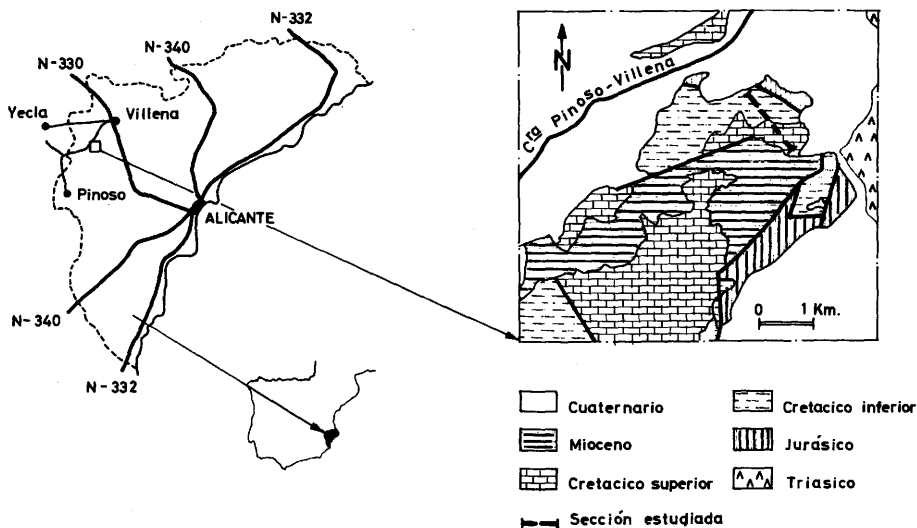 N-332
N-340
N-330
Yecla
Villena
Pinoso
ALICANTE
N-340
N-332
N
Cra Pinoso-Villena
0 1 Km.
Cuaternario
Mioceno
Cretacico superior
Cretacico inferior
Jurásico
Triasico
Sección estudiada